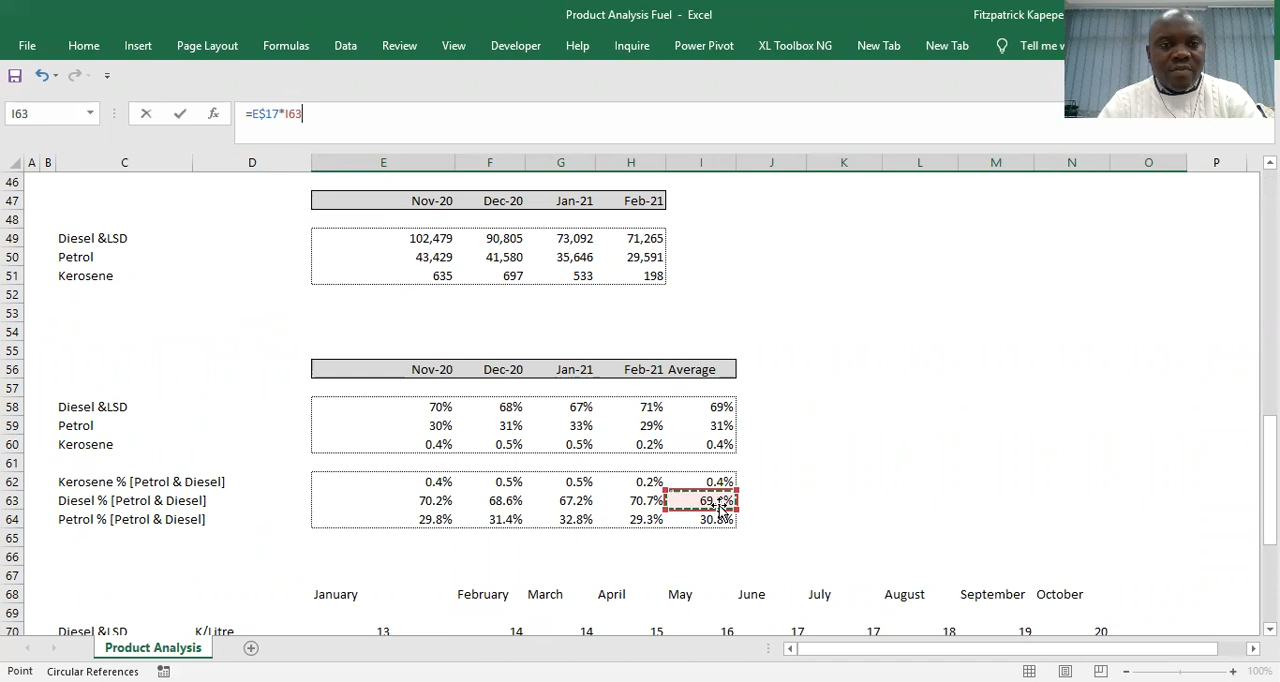 Product Analysis Fuel - Excel
Fitzpatrick Kapepe
File Home Insert Page Layout Formulas Data Review View Developer Help Inquire Power Pivot XL Toolbox NG New Tab New Tab Tell me
I63 =E$17*I63
A B C D E F G H I J K L M N O P
46
47 Nov-20 Dec-20 Jan-21 Feb-21
48
49 Diesel &LSD 102,479 90,805 73,092 71,265
50 Petrol 43,429 41,580 35,646 29,591
51 Kerosene 635 697 533 198
52
53
54
55
56 Nov-20 Dec-20 Jan-21 Feb-21 Average
57
58 Diesel &LSD 70% 68% 67% 71% 69%
59 Petrol 30% 31% 33% 29% 31%
60 Kerosene 0.4% 0.5% 0.5% 0.2% 0.4%
61
62 Kerosene % [Petrol & Diesel] 0.4% 0.5% 0.5% 0.2% 0.4%
63 Diesel % [Petrol & Diesel] 70.2% 68.6% 67.2% 70.7%
64 Petrol % [Petrol & Diesel] 29.8% 31.4% 32.8% 29.3% 30.8%
65
66
67
68 January February March April May June July August September October
69
70 Diesel &LSD K/Litre 13 14 14 15 16 17 17 18 19 20
Product Analysis
Point Circular References 100%